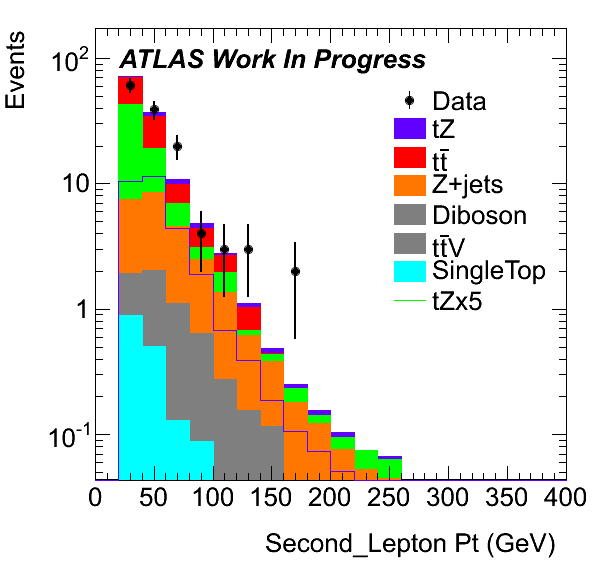 Events
ATLAS Work In Progress
Data
tZ
tt̄
Z+jets
Diboson
tt̄V
SingleTop
tZx5
10²
10
1
10⁻¹
0 50 100 150 200 250 300 350 400
Second_Lepton Pt (GeV)